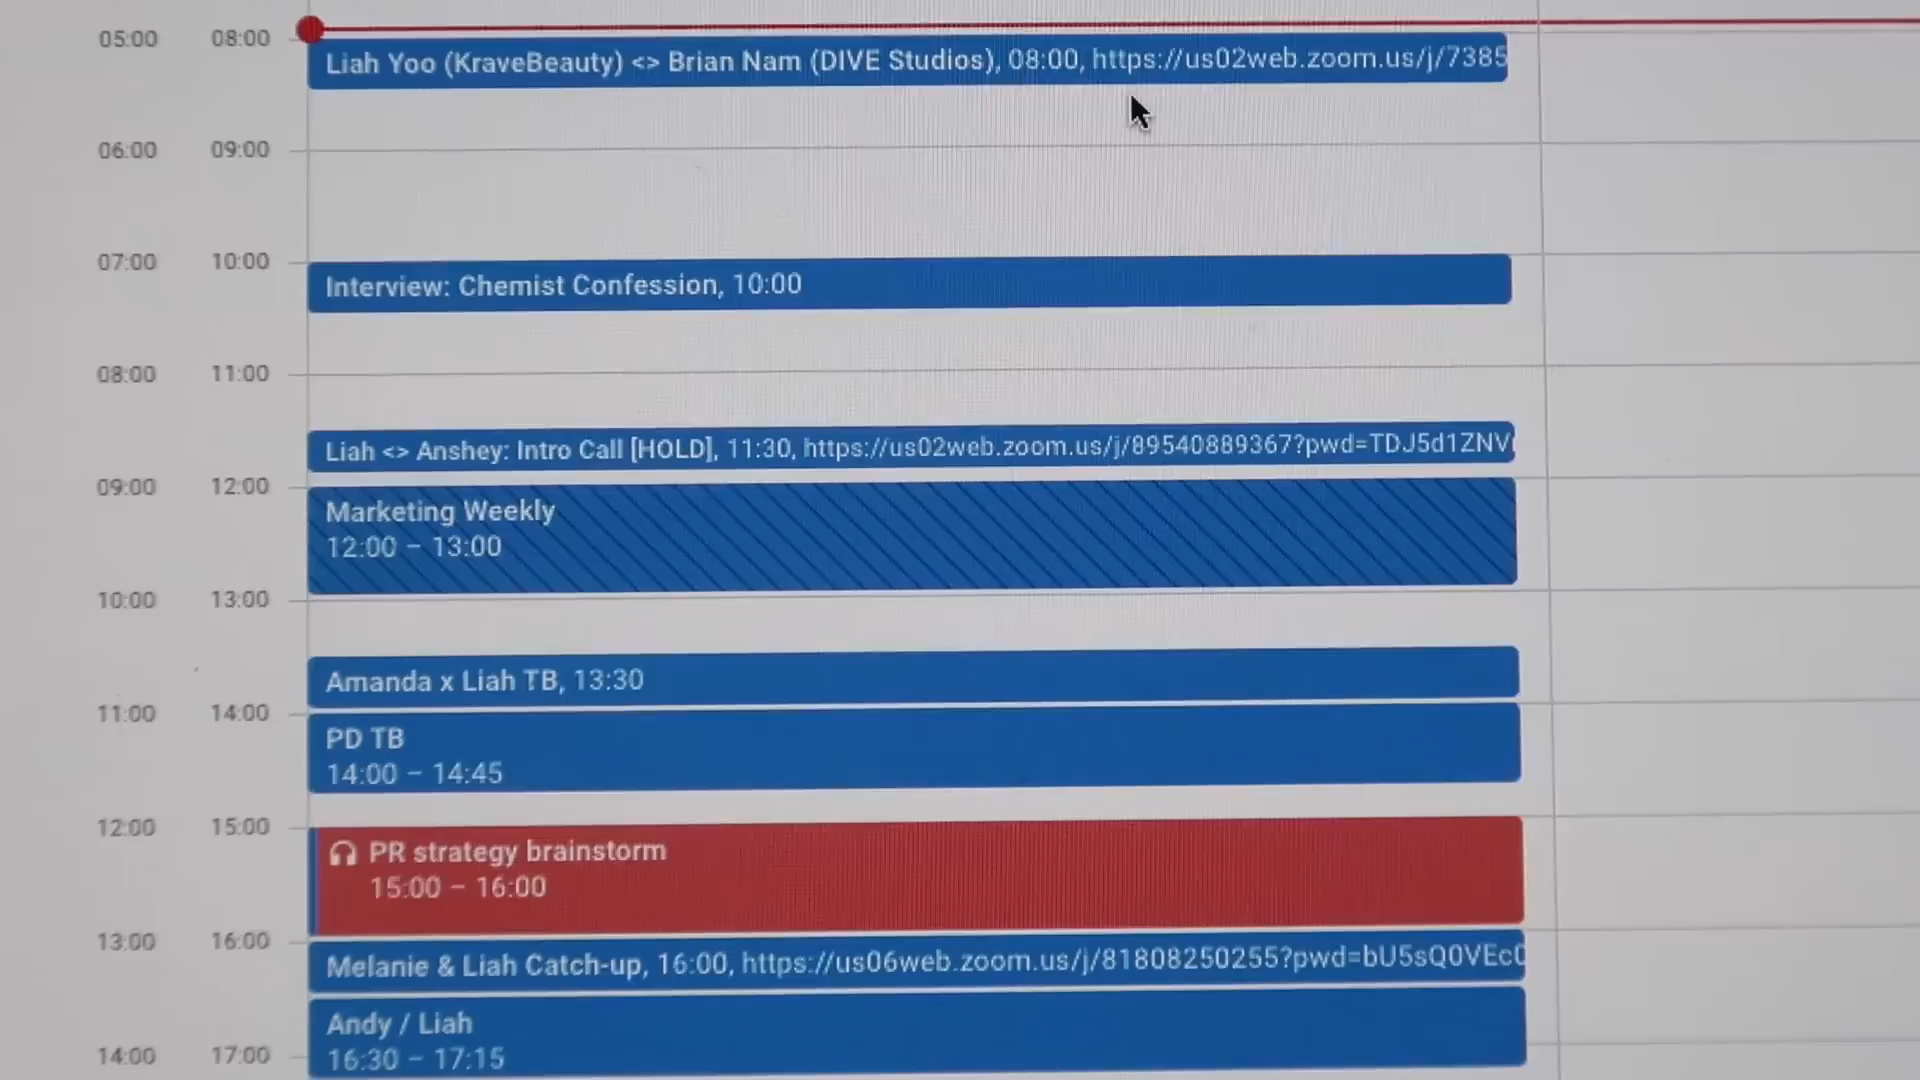 05:00 08:00
Liah Yoo (KraveBeauty) <> Brian Nam (DIVE Studios), 08:00, https://us02web.zoom.us/j/7385
06:00 09:00
07:00 10:00
Interview: Chemist Confession, 10:00
08:00 11:00
Liah <> Anshey: Intro Call [HOLD], 11:30, https://us02web.zoom.us/j/89540889367?pwd=TDJ5d1ZNV
09:00 12:00
Marketing Weekly
12:00 – 13:00
10:00 13:00
Amanda x Liah TB, 13:30
11:00 14:00
PD TB
14:00 – 14:45
12:00 15:00
PR strategy brainstorm
15:00 – 16:00
13:00 16:00
Melanie & Liah Catch-up, 16:00, https://us06web.zoom.us/j/81808250255?pwd=bU5sQ0VEc
Andy / Liah
16:30 – 17:15
14:00 17:00